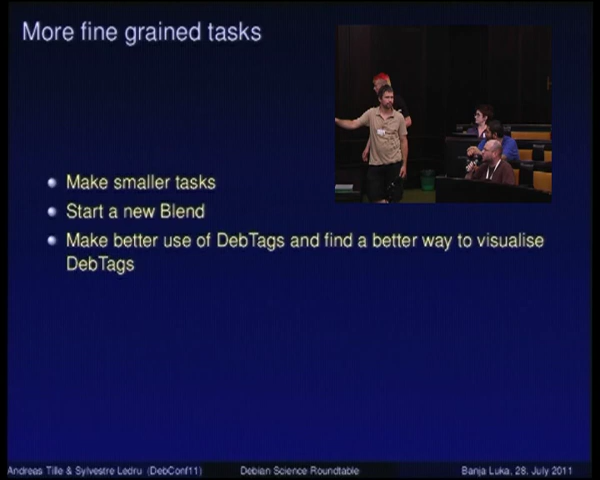 More fine grained tasks
Make smaller tasks
Start a new Blend
Make better use of DebTags and find a better way to visualise
DebTags
Andreas Tille & Sylvestre Ledru (DebConf11) Debian Science Roundtable Banja Luka, 28. July 2011